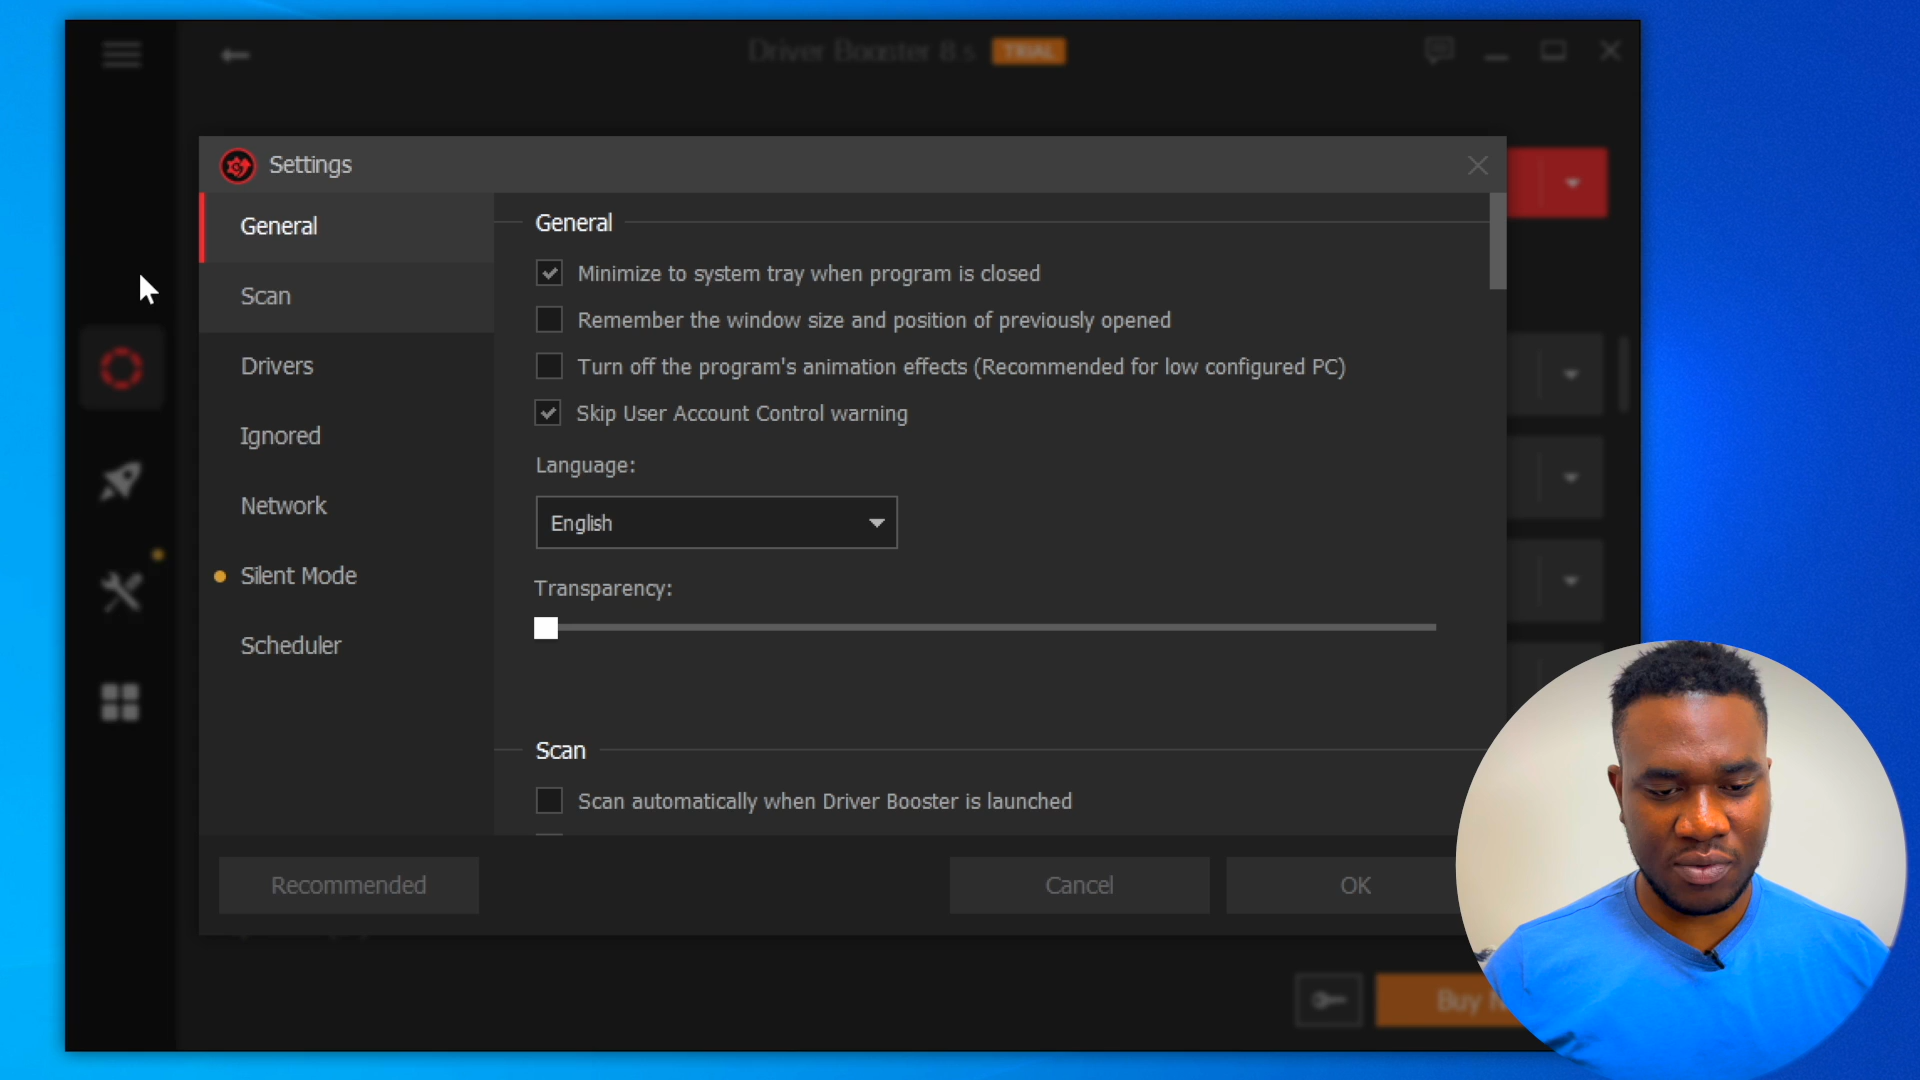 Driver Booster 8.5 TRIAL
Settings
General
Scan
Drivers
Ignored
Network
Silent Mode
Scheduler
General
Minimize to system tray when program is closed
Remember the window size and position of previously opened
Turn off the program's animation effects (Recommended for low configured PC)
Skip User Account Control warning
Language:
English
Transparency:
Scan
Scan automatically when Driver Booster is launched
Recommended
Cancel
OK
Buy